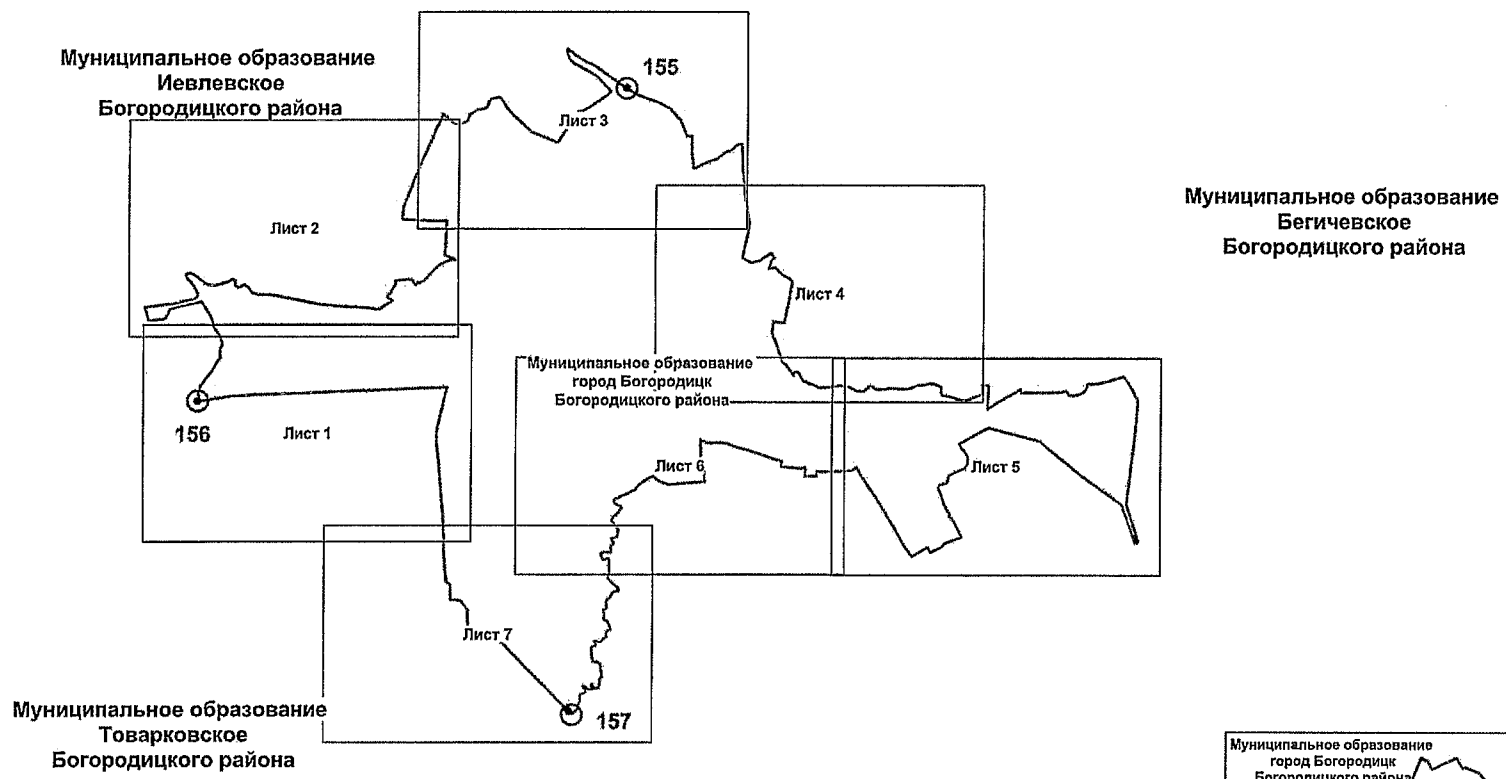 Муниципальное образование
Иевлевское
Богородицкого района
155
Лист 3
Муниципальное образование
Бегичевское
Богородицкого района
Лист 2
Лист 4
Муниципальное образование
город Богородицк
Богородицкого района
156
Лист 1
Лист 6
Лист 5
Лист 7
157
Муниципальное образование
Товарковское
Богородицкого района
Муниципальное образование
город Богородицк
Богородицкого района